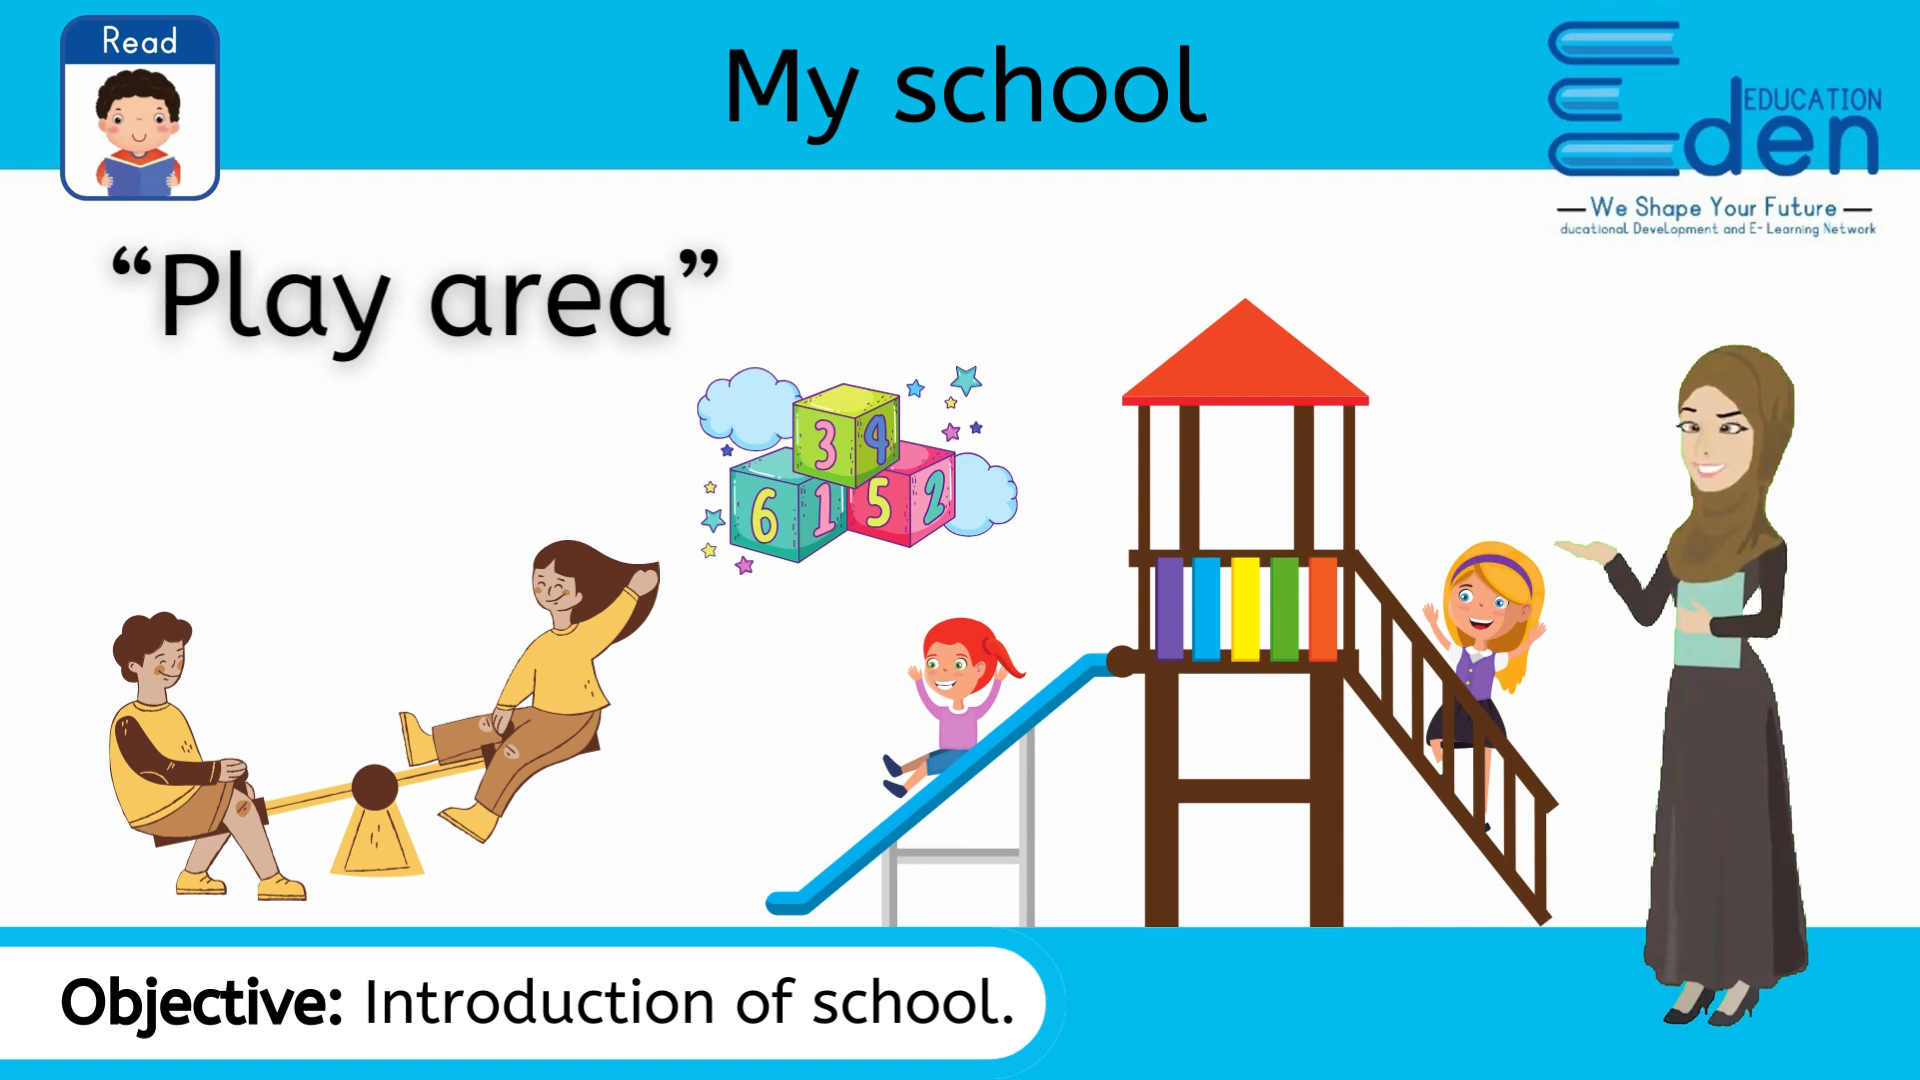 Read
My school
EDUCATION
Eden
We Shape Your Future
ducational Development and E-Learning Network
“Play area”
3 4
6 1 5 2
Objective: Introduction of school.